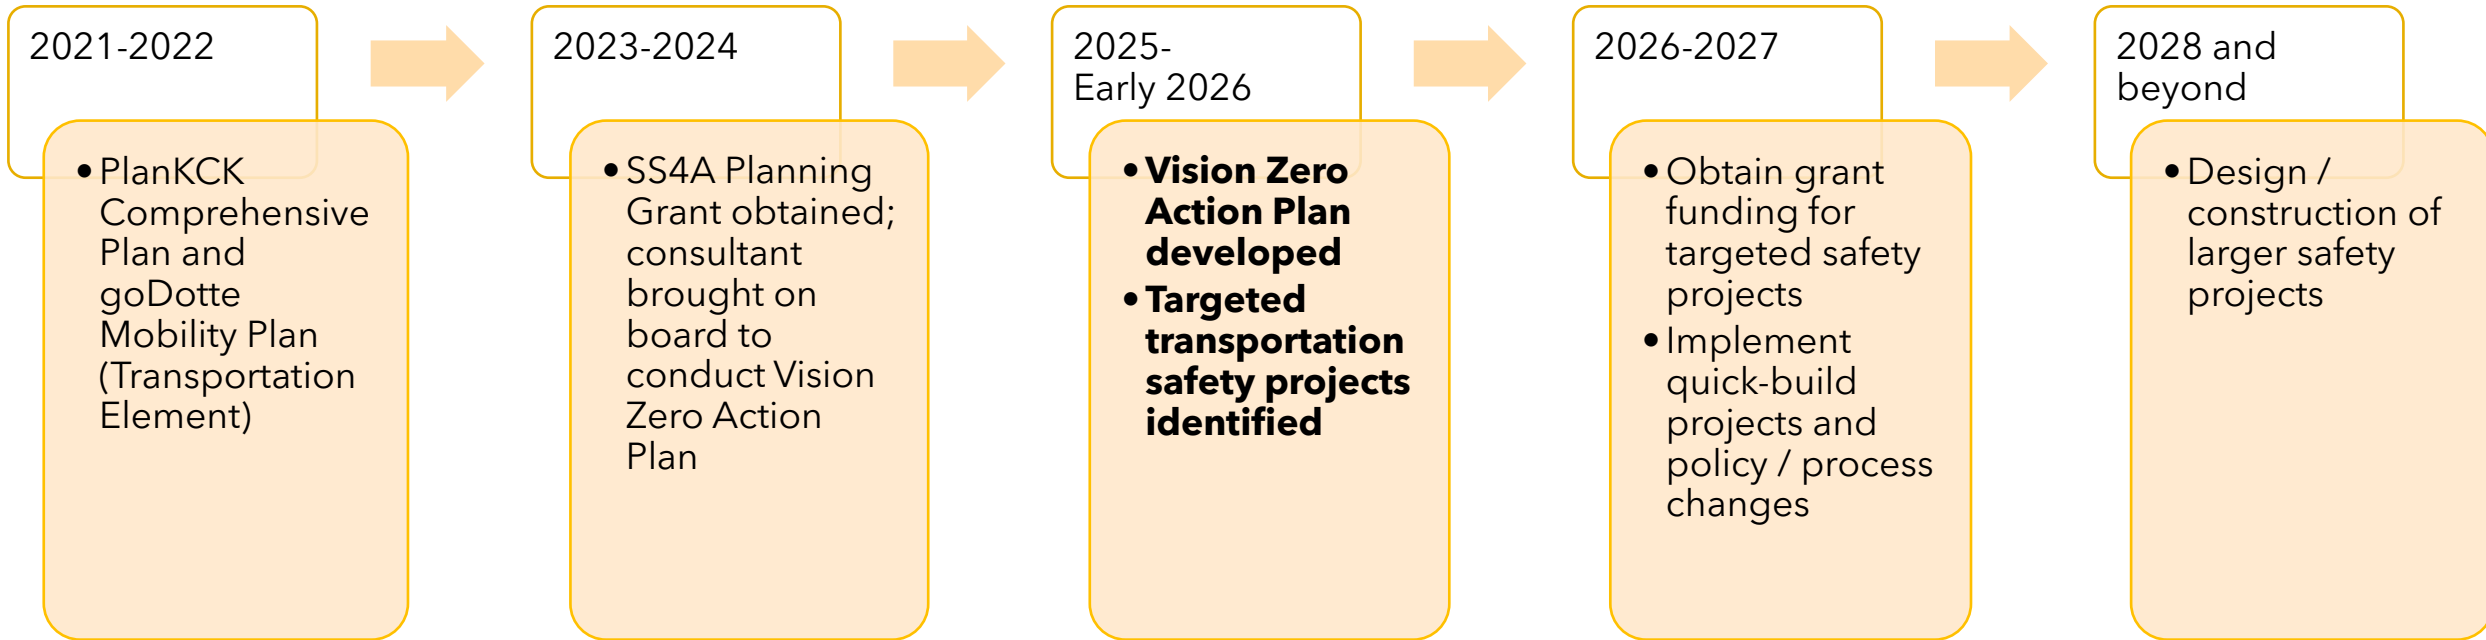 2021-2022
• PlanKCK
Comprehensive
Plan and
goDotte
Mobility Plan
(Transportation
Element)
2023-2024
• SS4A Planning
Grant obtained;
consultant
brought on
board to
conduct Vision
Zero Action
Plan
2025-
Early 2026
• Vision Zero
Action Plan
developed
• Targeted
transportation
safety projects
identified
2026-2027
• Obtain grant
funding for
targeted safety
projects
• Implement
quick-build
projects and
policy / process
changes
2028 and
beyond
• Design /
construction of
larger safety
projects